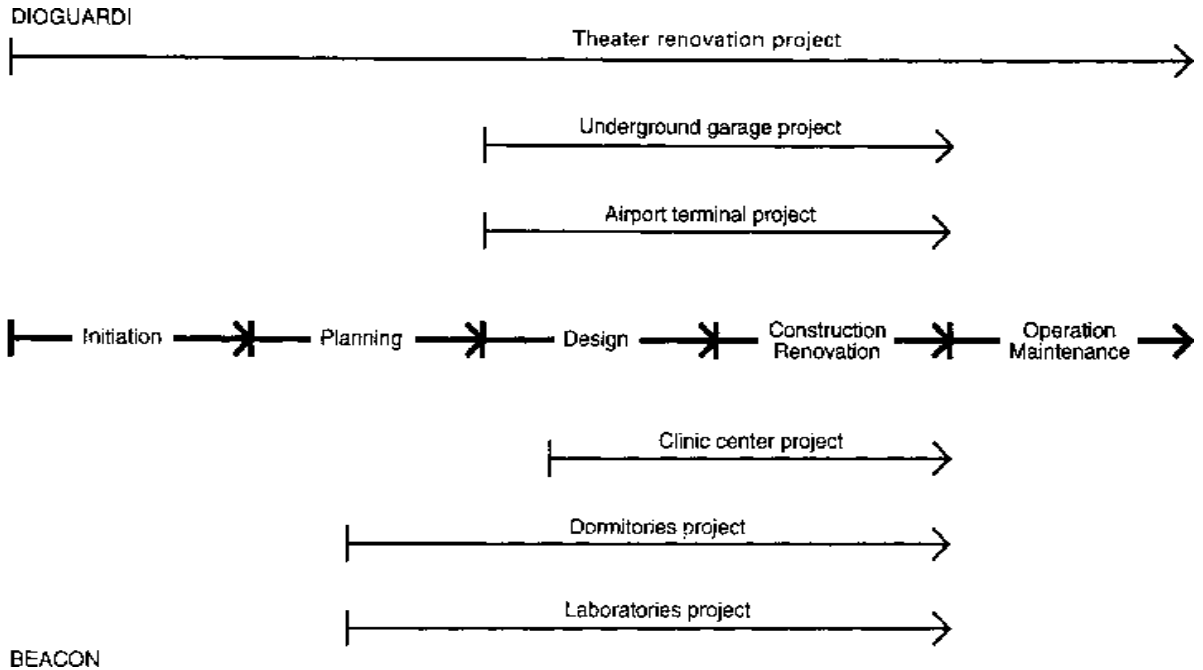 DIOGUARDI
Theater renovation project
Underground garage project
Airport terminal project
Initiation
Planning
Design
Construction
Renovation
Operation
Maintenance
Clinic center project
Dormitories project
Laboratories project
BEACON